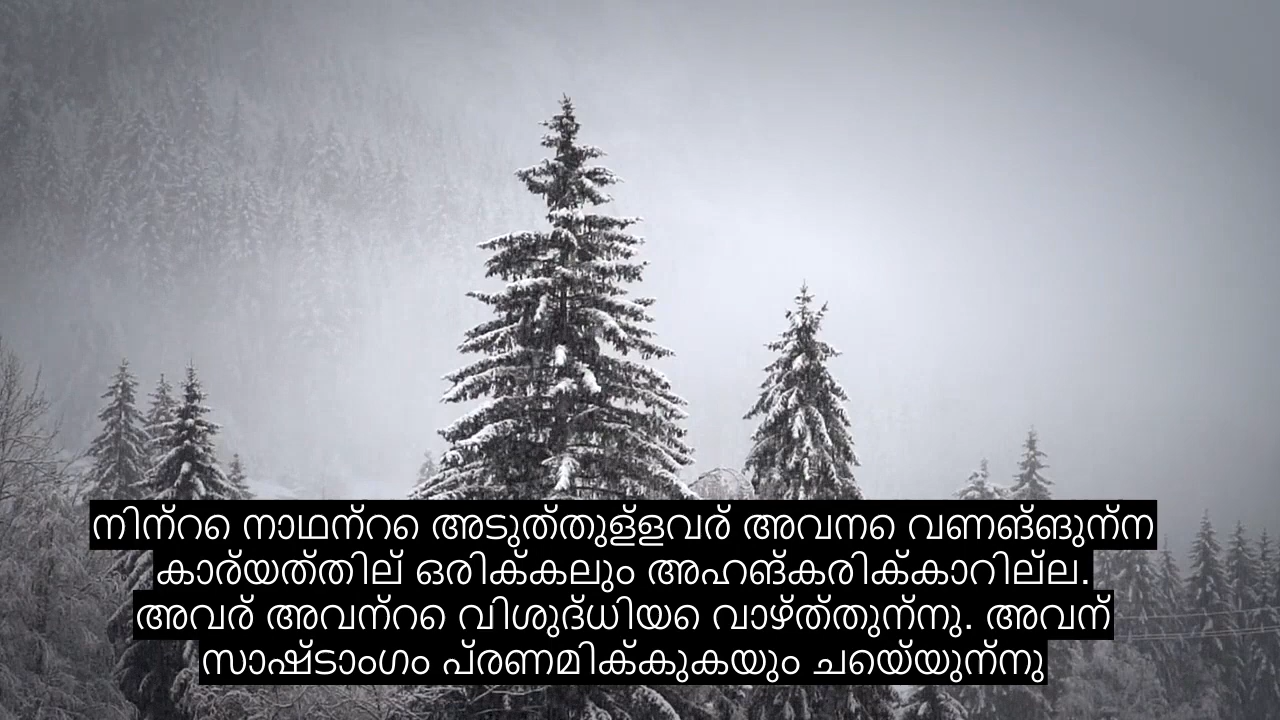 നിന്റെ നാഥന്റെ അടുത്തുള്ളവര് അവനെ വണങ്ങുന്ന
കാര്യത്തില് ഒരിക്കലും അഹങ്കരിക്കാറില്ല.
അവര് അവന്റെ വിശുദ്ധിയെ വാഴ്ത്തുന്നു. അവന്
സാഷ്ടാംഗം പ്രണമിക്കുകയും ചെയ്യുന്നു